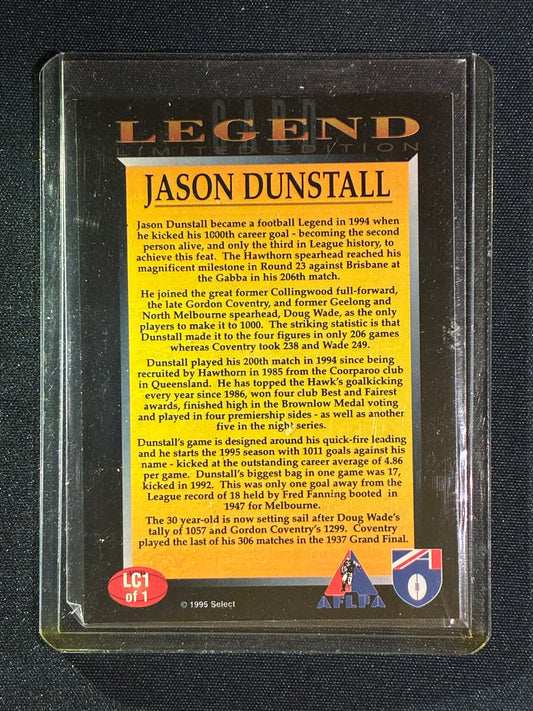 CARD
LEGEND
LIMITED EDITION
JASON DUNSTALL
Jason Dunstall became a football Legend in 1994 when
he kicked his 1000th career goal - becoming the second
person alive, and only the third in League history, to
achieve this feat. The Hawthorn spearhead reached his
magnificent milestone in Round 23 against Brisbane at
the Gabba in his 206th match.
He joined the great former Collingwood full-forward,
the late Gordon Coventry, and former Geelong and
North Melbourne spearhead, Doug Wade, as the only
players to make it to 1000. The striking statistic is that
Dunstall made it to the four figures in only 206 games
whereas Coventry took 238 and Wade 249.
Dunstall played his 200th match in 1994 since being
recruited by Hawthorn in 1985 from the Coorparoo club
in Queensland. He has topped the Hawk's goalkicking
every year since 1986, won four club Best and Fairest
awards, finished high in the Brownlow Medal voting
and played in four premiership sides - as well as another
five in the night series.
Dunstall's game is designed around his quick-fire leading
and he starts the 1995 season with 1011 goals against his
name - kicked at the outstanding career average of 4.86
per game. Dunstall's biggest bag in one game was 17,
kicked in 1992. This was only one goal away from the
League record of 18 held by Fred Fanning booted in
1947 for Melbourne.
The 30 year-old is now setting sail after Doug Wade's
tally of 1057 and Gordon Coventry's 1299. Coventry
played the last of his 306 matches in the 1937 Grand Final.
LC1
of 1
© 1995 Select
AFLPA